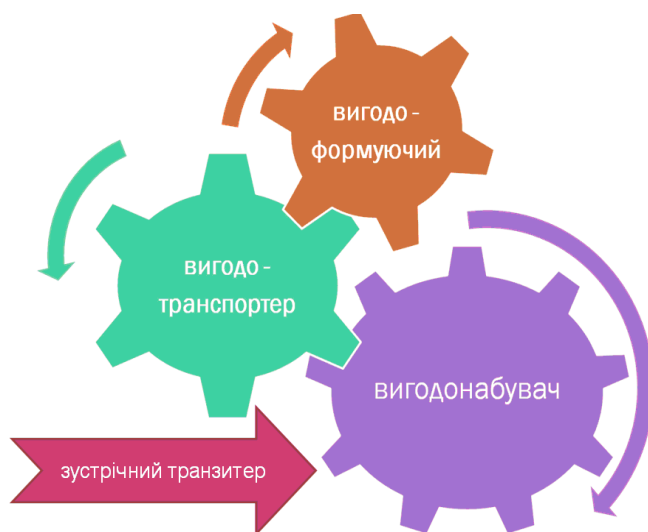 вигодо -
формуючий
вигодо -
транспортер
вигодонабувач
зустрічний транзитер